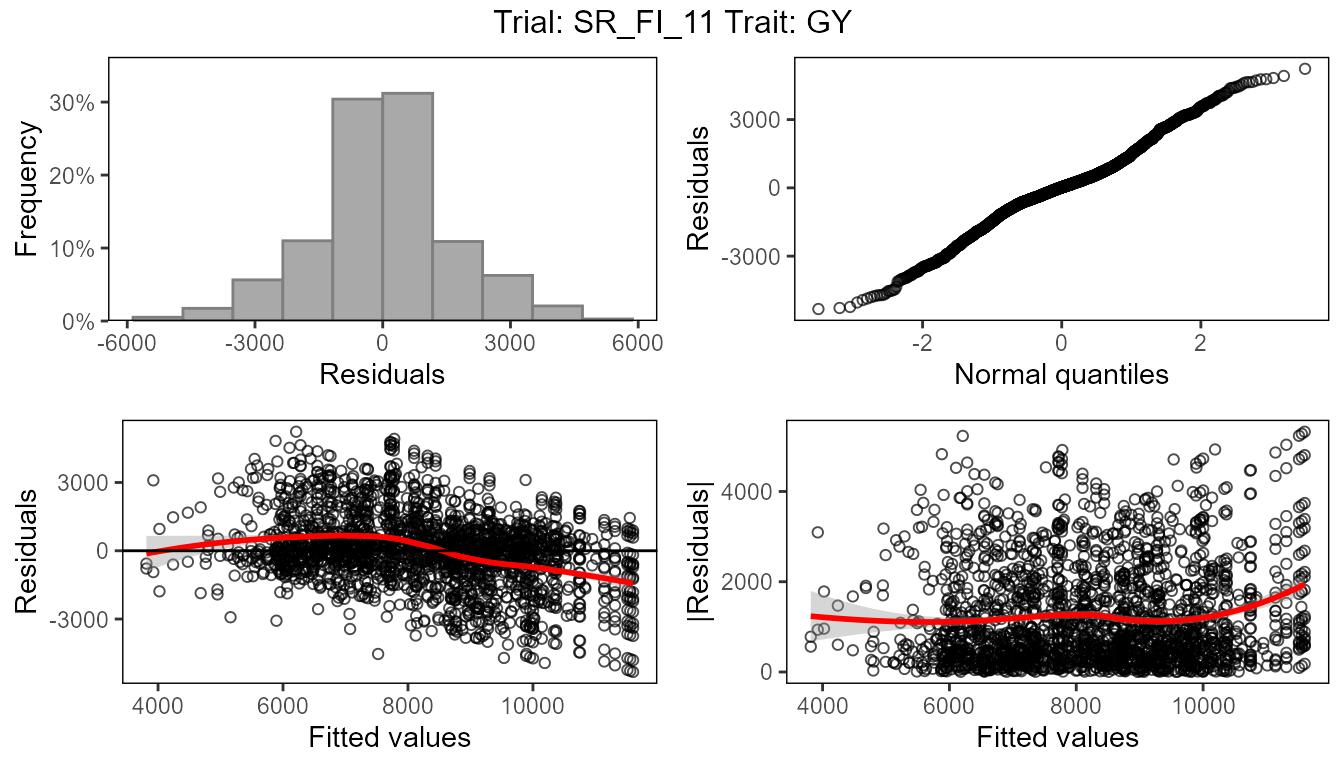 Trial: SR_FI_11 Trait: GY
Frequency
30%
20%
10%
0%
-6000 -3000 0 3000 6000
Residuals
Residuals
3000
0
-3000
-2 0 2
Normal quantiles
Residuals
3000
0
-3000
4000 6000 8000 10000
Fitted values
|Residuals|
4000
2000
0
4000 6000 8000 10000
Fitted values